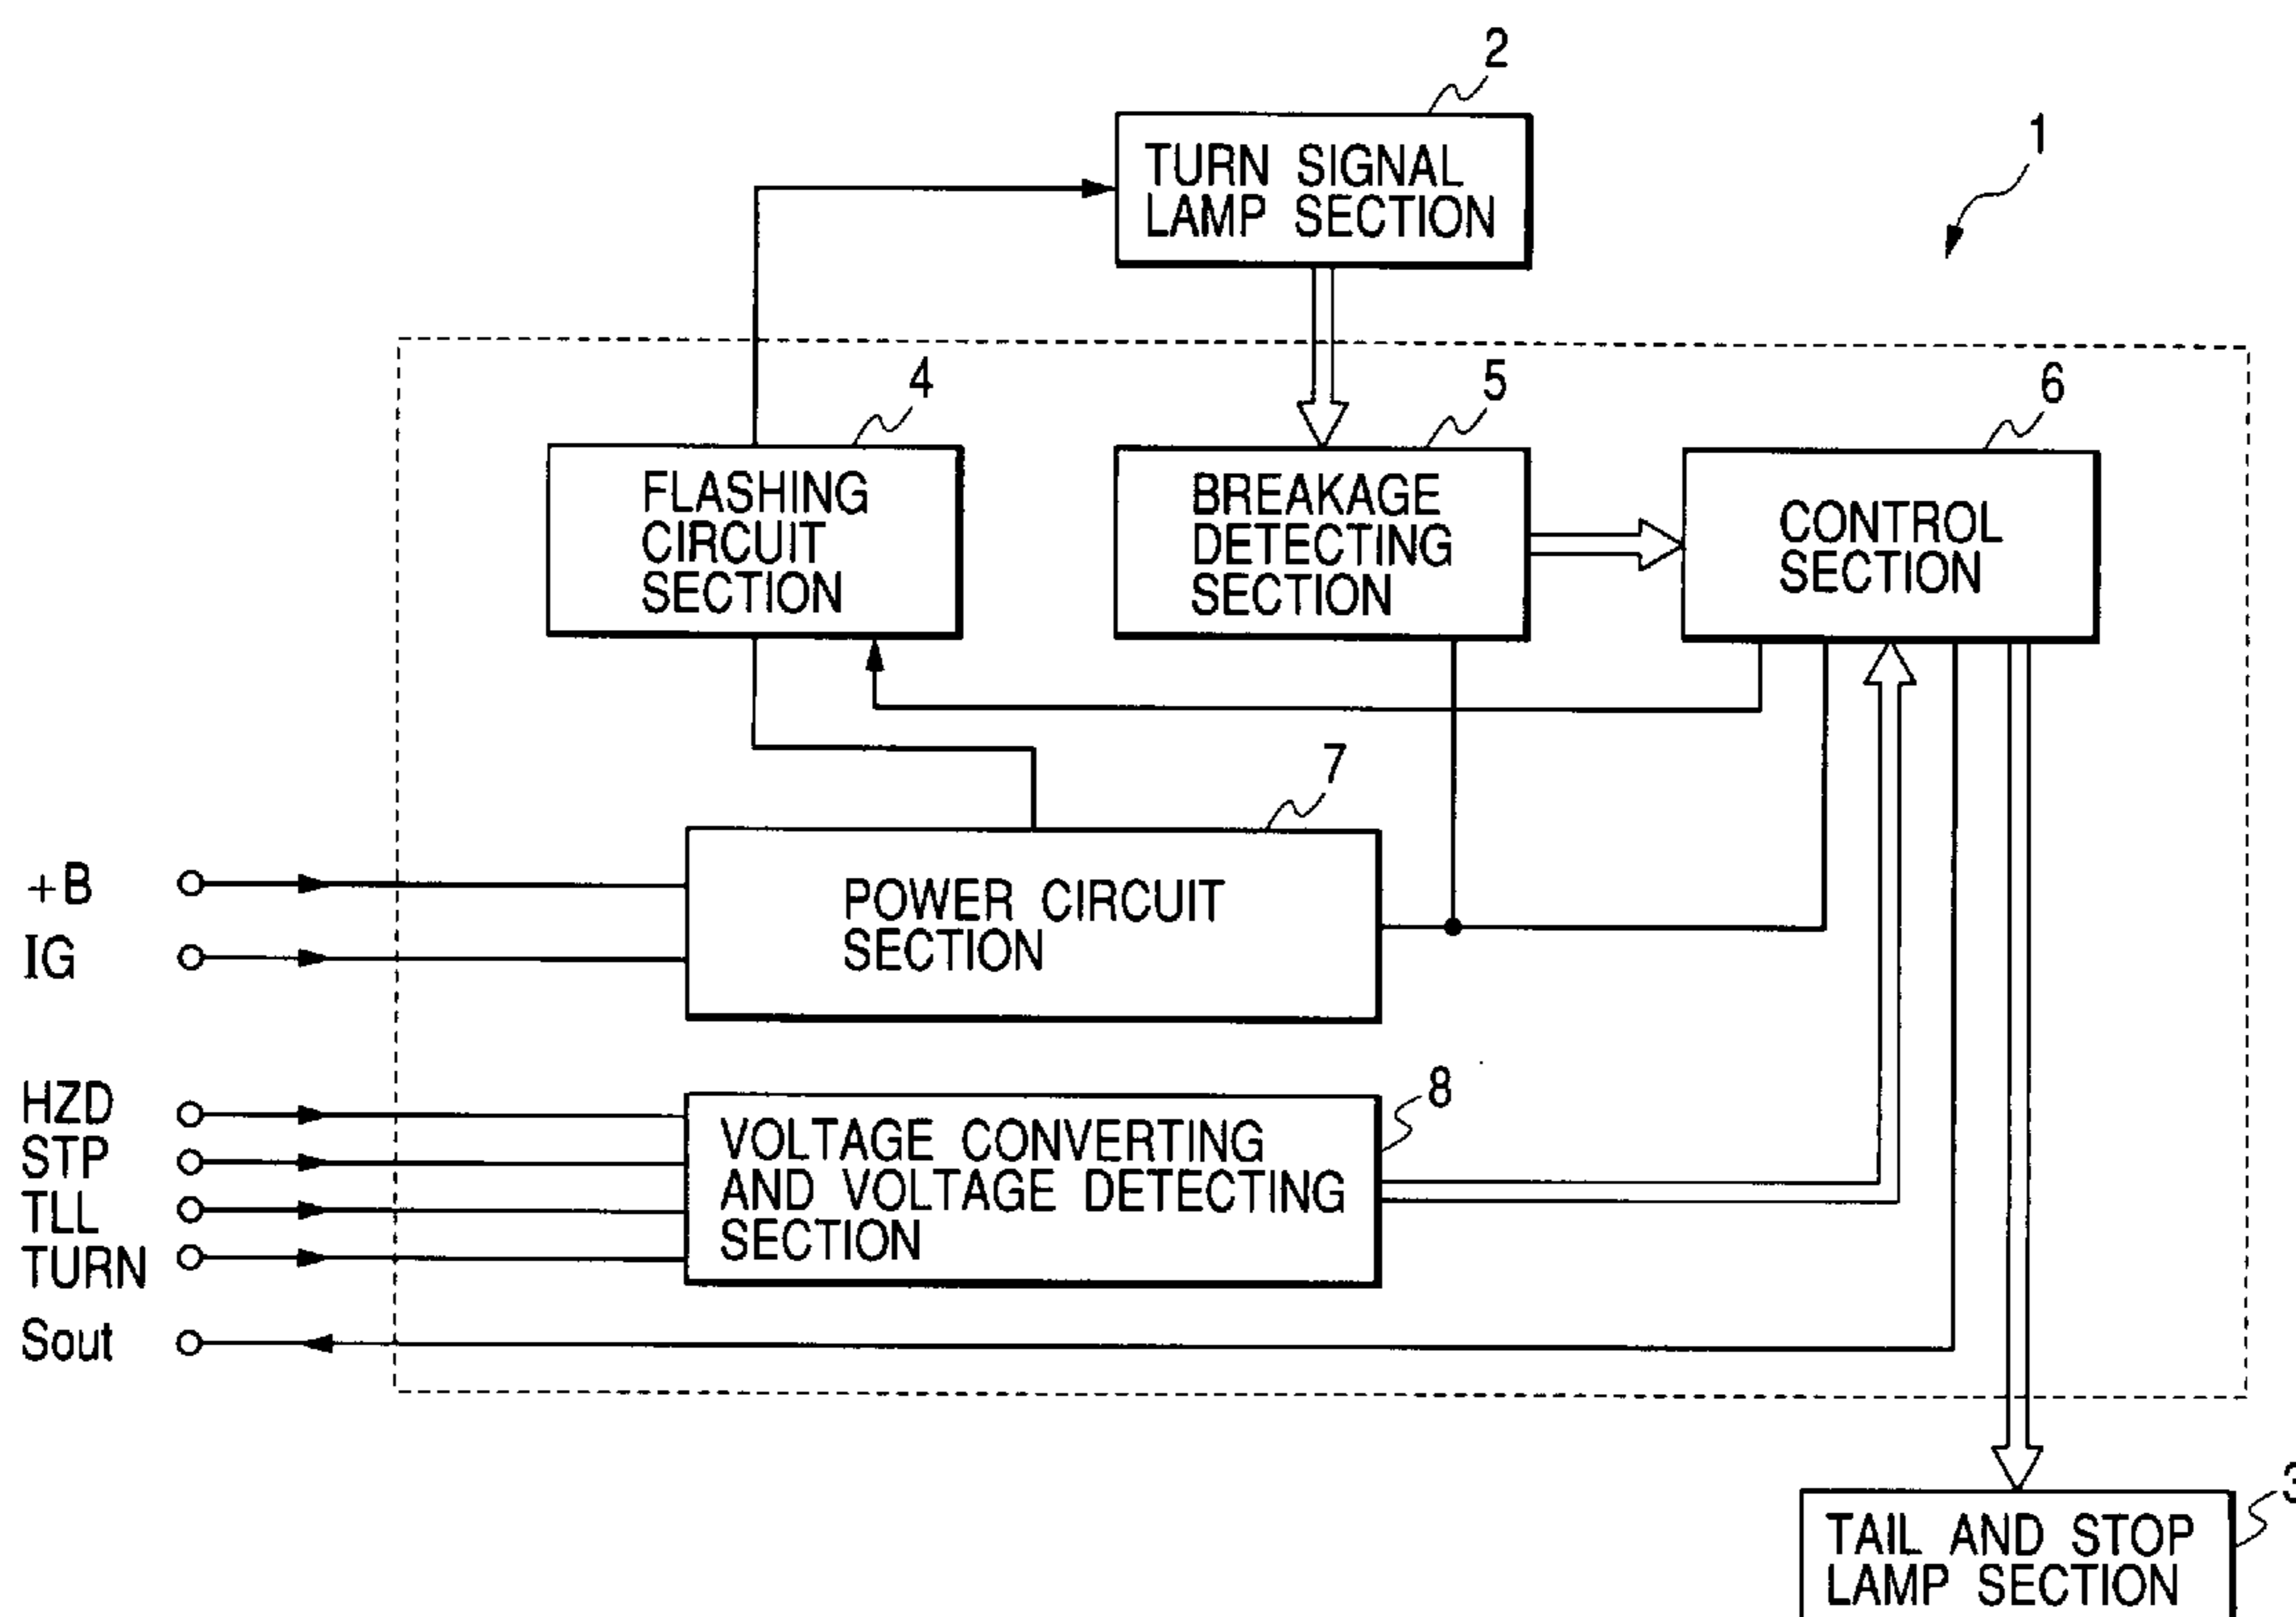 2
TURN SIGNAL
LAMP SECTION
1
4
FLASHING
CIRCUIT
SECTION
5
BREAKAGE
DETECTING
SECTION
6
CONTROL
SECTION
7
POWER CIRCUIT
SECTION
+B
IG
8
VOLTAGE CONVERTING
AND VOLTAGE DETECTING
SECTION
HZD
STP
TLL
TURN
Sout
3
TAIL AND STOP
LAMP SECTION